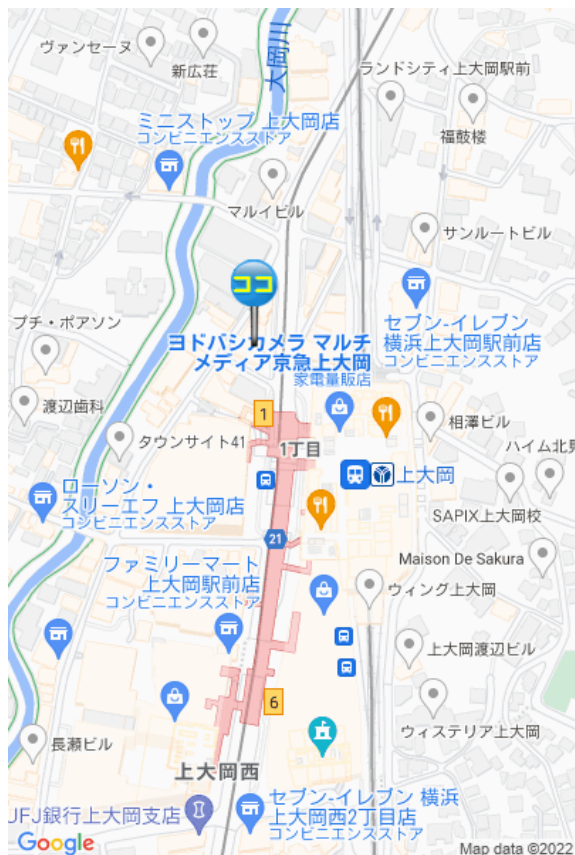 ヴァンセーヌ
新広荘
大岡川
ランドシティ上大岡駅前
ミニストップ 上大岡店
コンビニエンスストア
福鼓楼
マルイビル
サンルートビル
ココ
プチ・ポアソン
セブン-イレブン
横浜上大岡駅前店
コンビニエンスストア
ヨドバシカメラ マルチ
メディア京急上大岡
家電量販店
渡辺歯科
1
相澤ビル
タウンサイト41
1丁目
ハイム北見
上大岡
ローソン・
スリーエフ 上大岡店
コンビニエンスストア
SAPIX上大岡校
21
ファミリーマート
上大岡駅前店
コンビニエンスストア
Maison De Sakura
ウィング上大岡
上大岡渡辺ビル
6
ウィステリア上大岡
長瀬ビル
上大岡西
UFJ銀行上大岡支店
セブン-イレブン 横浜
上大岡西2丁目店
コンビニエンスストア
Google
Map data ©2022